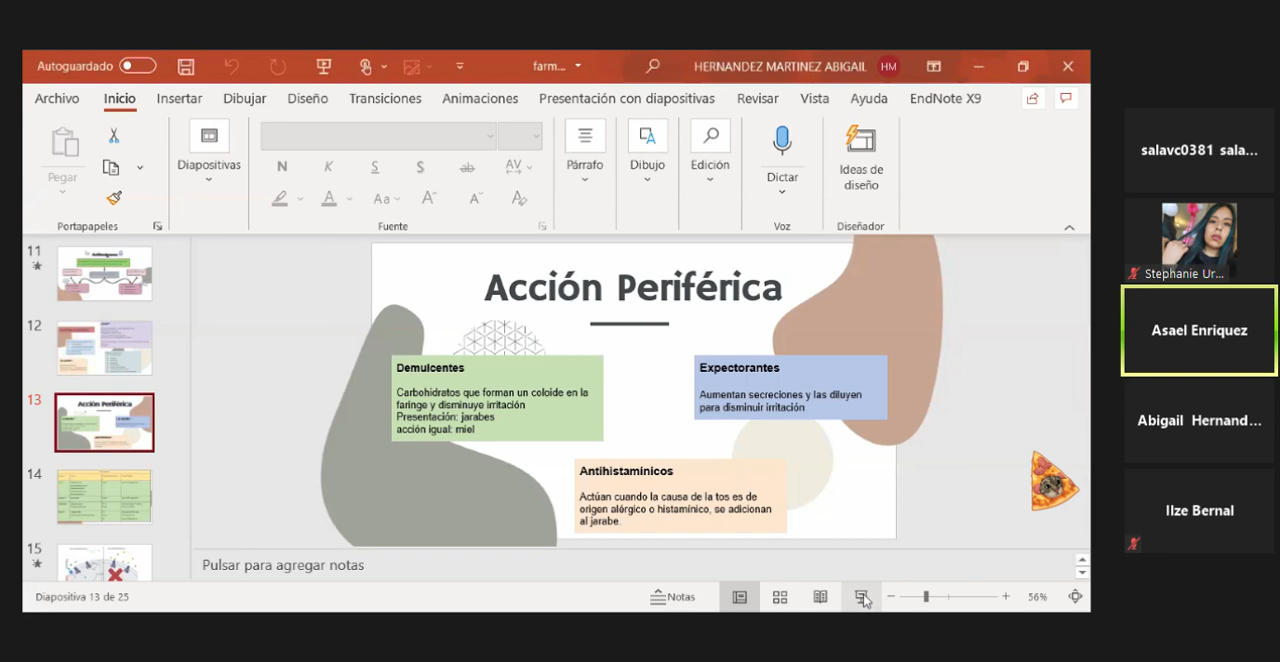 Autoguardado
farm...
HERNANDEZ MARTINEZ ABIGAIL
HM
Archivo
Inicio
Insertar
Dibujar
Diseño
Transiciones
Animaciones
Presentación con diapositivas
Revisar
Vista
Ayuda
EndNote X9
Pegar
Portapapeles
Diapositivas
N K S S ab AV
A Aa A A A
Fuente
Párrafo
Dibujo
Edición
Dictar
Voz
Ideas de
diseño
Diseñador
11
12
13
Acción Periférica
14
15
Acción Periférica
Demulcentes
Carbohidratos que forman un coloide en la
faringe y disminuye irritación
Presentación: jarabes
acción igual: miel
Expectorantes
Aumentan secreciones y las diluyen
para disminuir irritación
Antihistamínicos
Actúan cuando la causa de la tos es de
origen alérgico o histamínico, se adicionan
al jarabe.
Pulsar para agregar notas
Diapositiva 13 de 25
Notas
56%
salavc0381 sala...
Stephanie Ur...
Asael Enriquez
Abigail Hernand...
Ilze Bernal